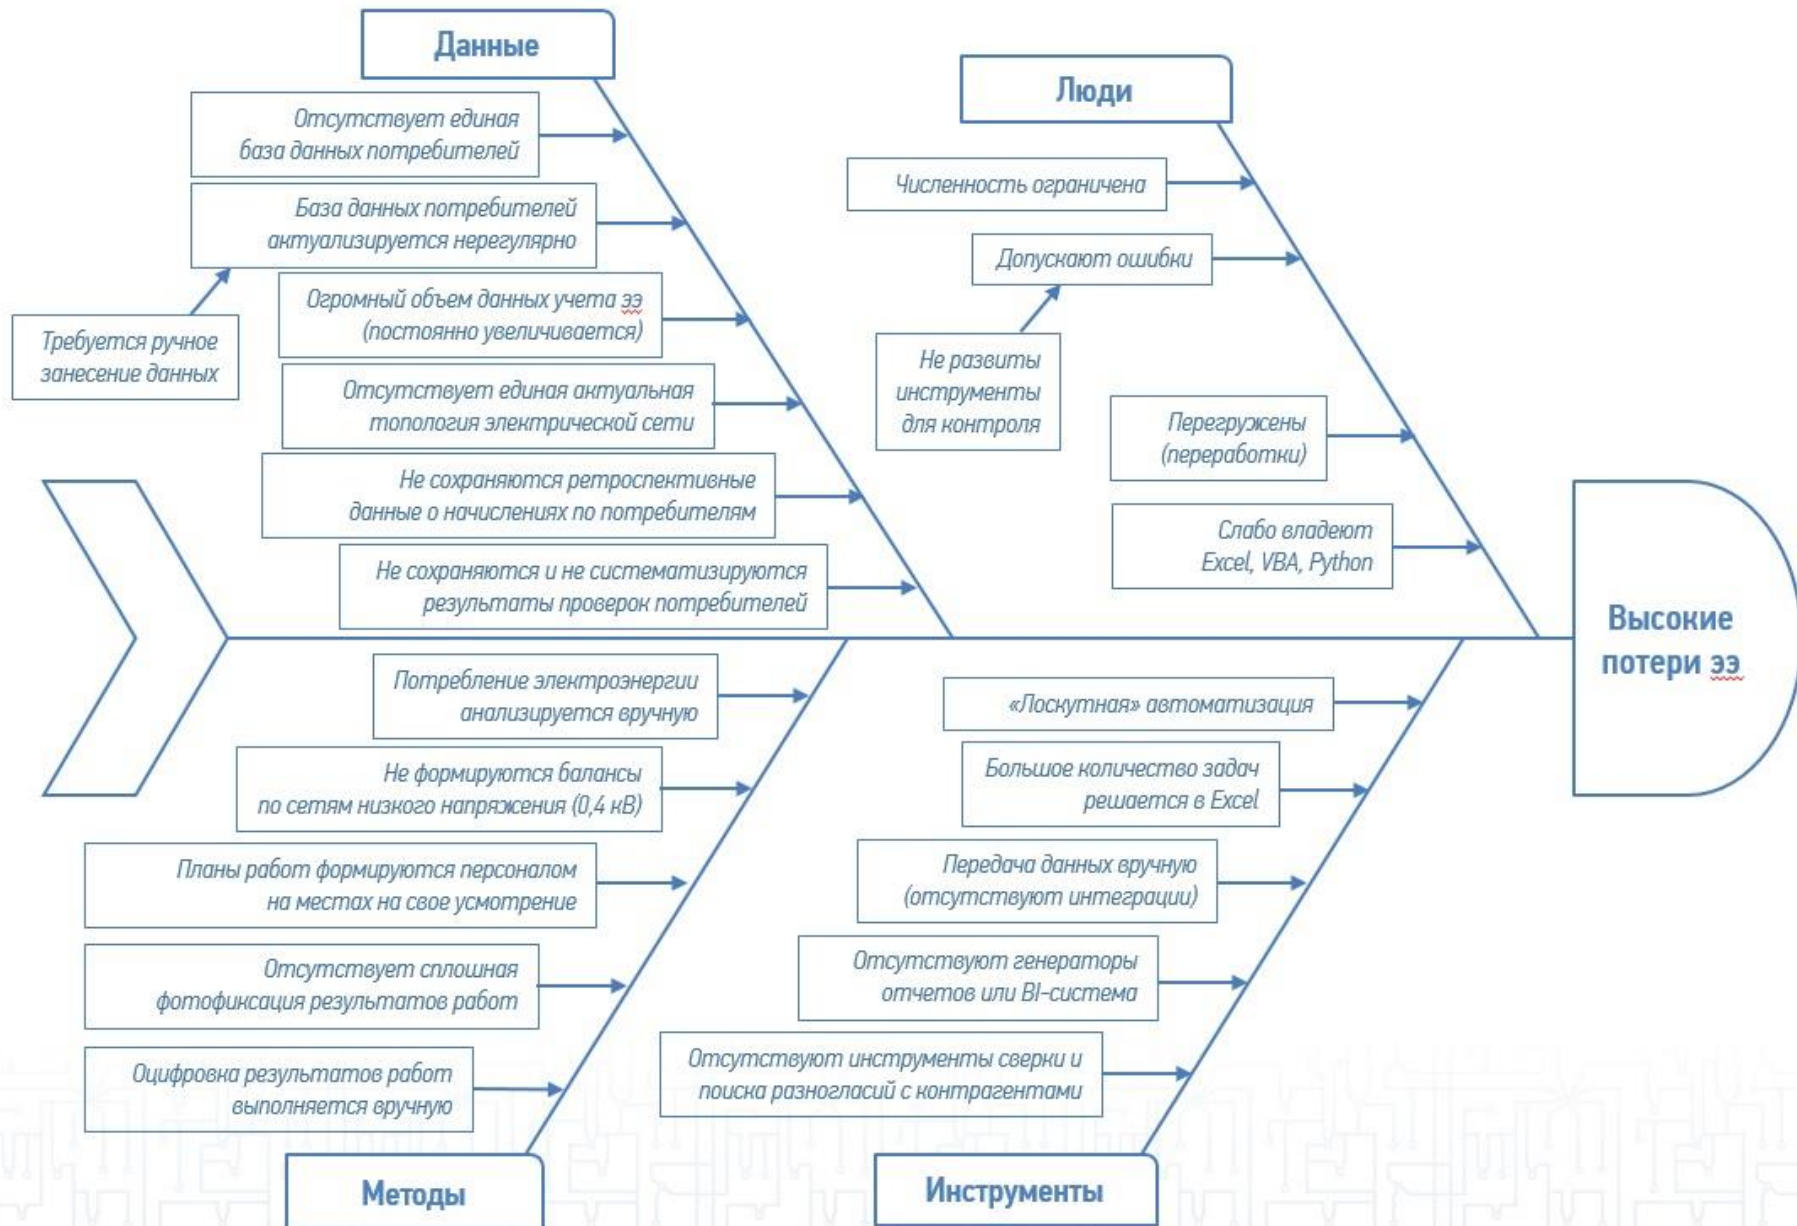 Данные
Отсутствует единая
база данных потребителей
База данных потребителей
актуализируется нерегулярно
Требуется ручное
занесение данных
Огромный объем данных учета ээ
(постоянно увеличивается)
Отсутствует единая актуальная
топология электрической сети
Не сохраняются ретроспективные
данные о начислениях по потребителям
Не сохраняются и не систематизируются
результаты проверок потребителей
Люди
Численность ограничена
Допускают ошибки
Не развиты
инструменты
для контроля
Перегружены
(переработки)
Слабо владеют
Excel, VBA, Python
Высокие
потери ээ
Потребление электроэнергии
анализируется вручную
Не формируются балансы
по сетям низкого напряжения (0,4 кВ)
Планы работ формируются персоналом
на местах на свое усмотрение
Отсутствует сплошная
фотофиксация результатов работ
Оцифровка результатов работ
выполняется вручную
Методы
«Лоскутная» автоматизация
Большое количество задач
решается в Excel
Передача данных вручную
(отсутствуют интеграции)
Отсутствуют генераторы
отчетов или BI-система
Отсутствуют инструменты сверки и
поиска разногласий с контрагентами
Инструменты